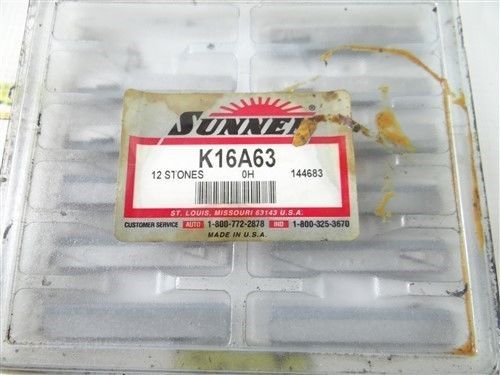 SUNNEN®
K16A63
12 STONES 0H 144683
ST. LOUIS, MISSOURI 63143 U.S.A.
CUSTOMER SERVICE AUTO 1-800-772-2878 IND 1-800-325-3670
MADE IN U.S.A.